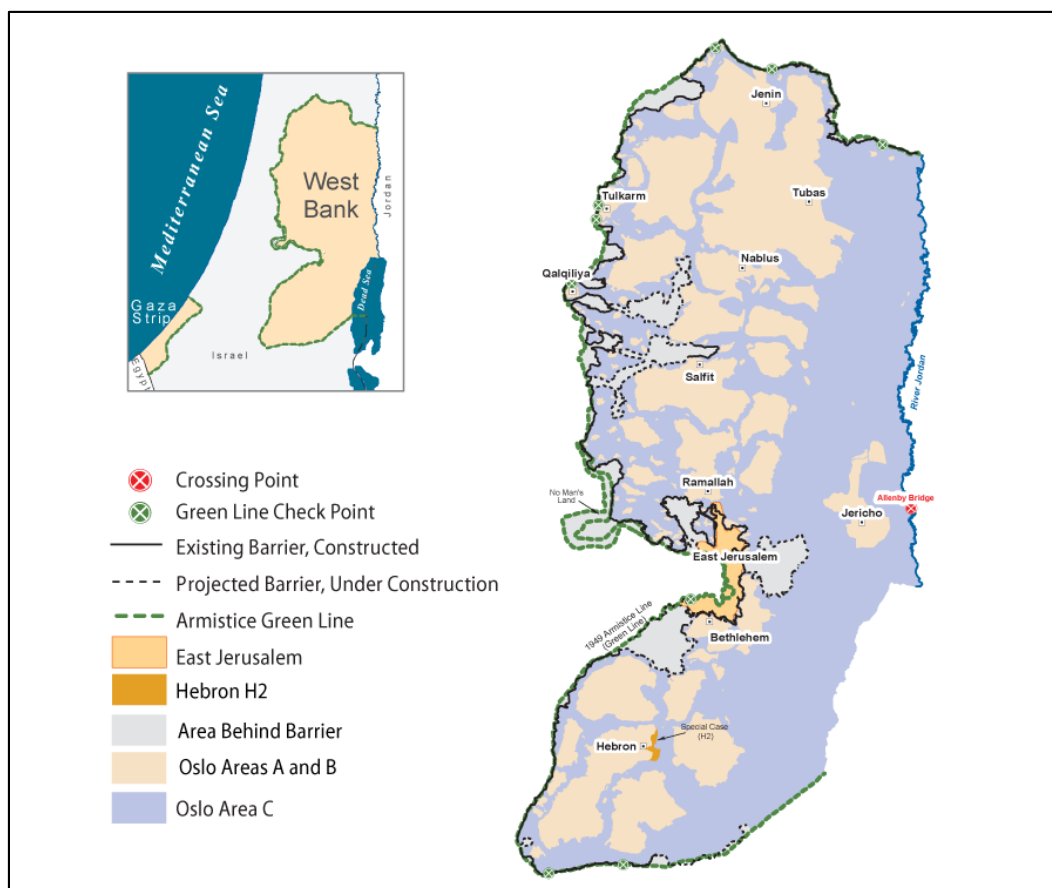 Mediterranean Sea
West
Bank
Jordan
Dead Sea
Gaza
Strip
Israel
Egypt
Crossing Point
Green Line Check Point
Existing Barrier, Constructed
Projected Barrier, Under Construction
Armistice Green Line
East Jerusalem
Hebron H2
Area Behind Barrier
Oslo Areas A and B
Oslo Area C
Jenin
Tubas
Tulkarm
Nablus
Qalqiliya
Salfit
River Jordan
Ramallah
No Man's
Land
Allenby Bridge
Jericho
East Jerusalem
1949 Armistice Line
(Green Line)
Bethlehem
Special Case
(H2)
Hebron